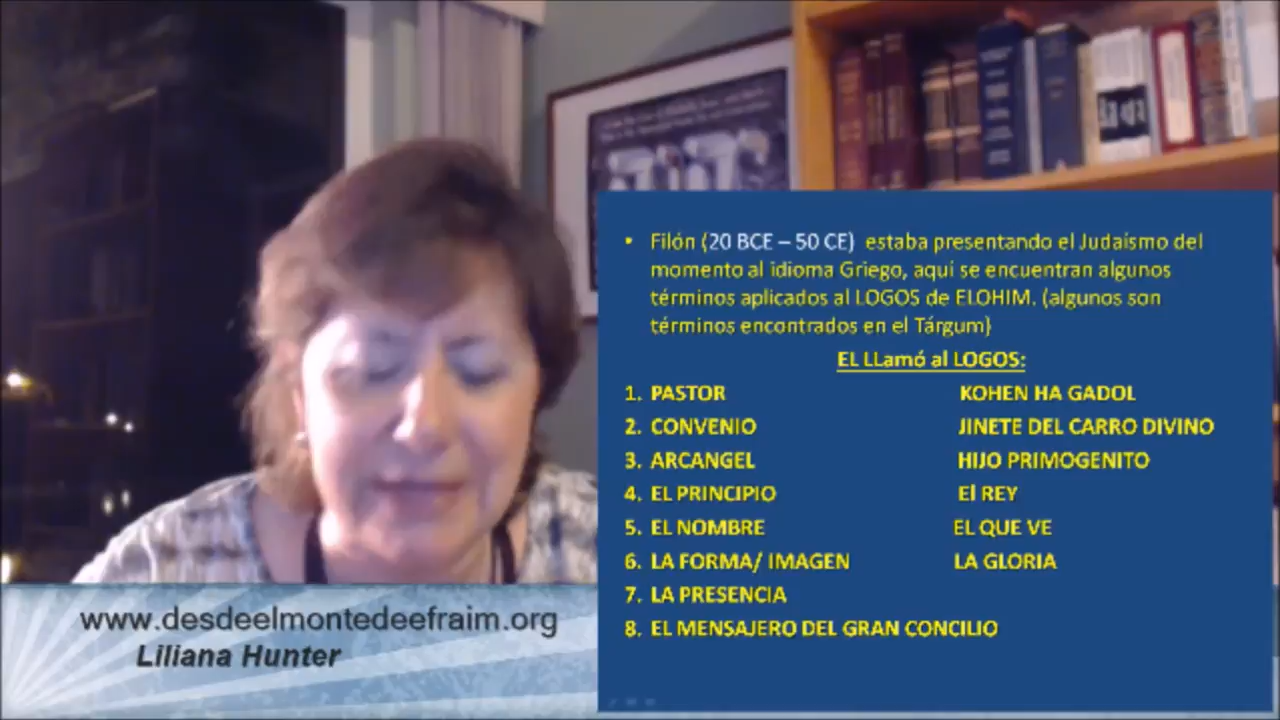 • Filón (20 BCE – 50 CE) estaba presentando el Judaísmo del
momento al idioma Griego, aquí se encuentran algunos
términos aplicados al LOGOS de ELOHIM. (algunos son
términos encontrados en el Tárgum)
EL LLamó al LOGOS:
1. PASTOR KOHEN HA GADOL
2. CONVENIO JINETE DEL CARRO DIVINO
3. ARCANGEL HIJO PRIMOGENITO
4. EL PRINCIPIO El REY
5. EL NOMBRE EL QUE VE
6. LA FORMA/ IMAGEN LA GLORIA
7. LA PRESENCIA
8. EL MENSAJERO DEL GRAN CONCILIO
www.desdeelmontedeefraim.org
Liliana Hunter